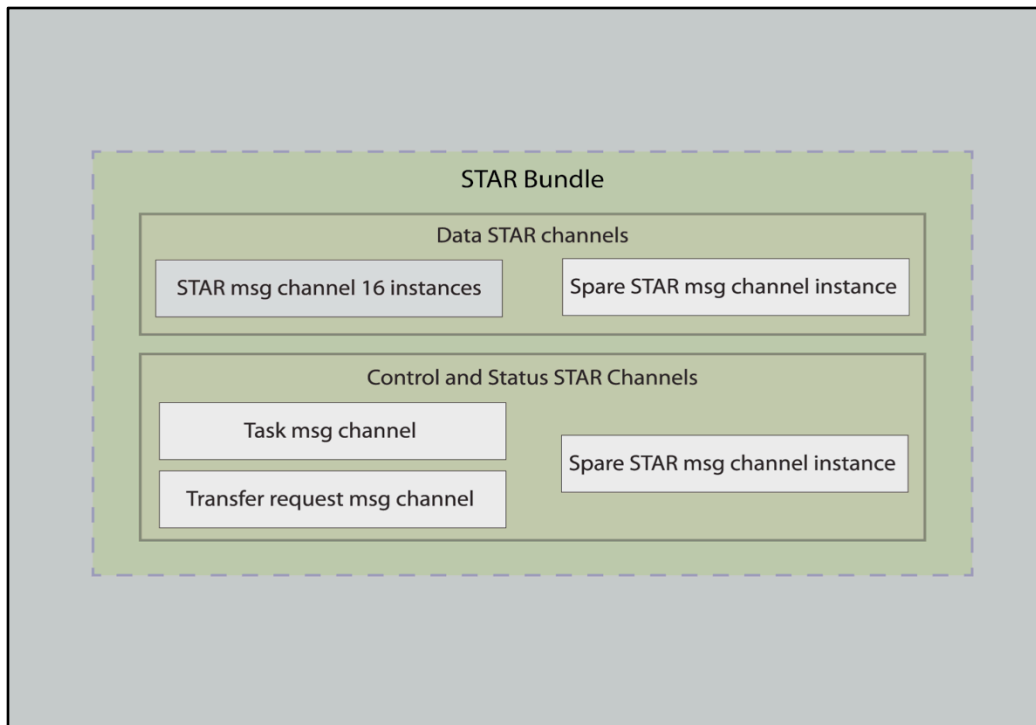 STAR Bundle
Data STAR channels
STAR msg channel 16 instances
Spare STAR msg channel instance
Control and Status STAR Channels
Task msg channel
Spare STAR msg channel instance
Transfer request msg channel